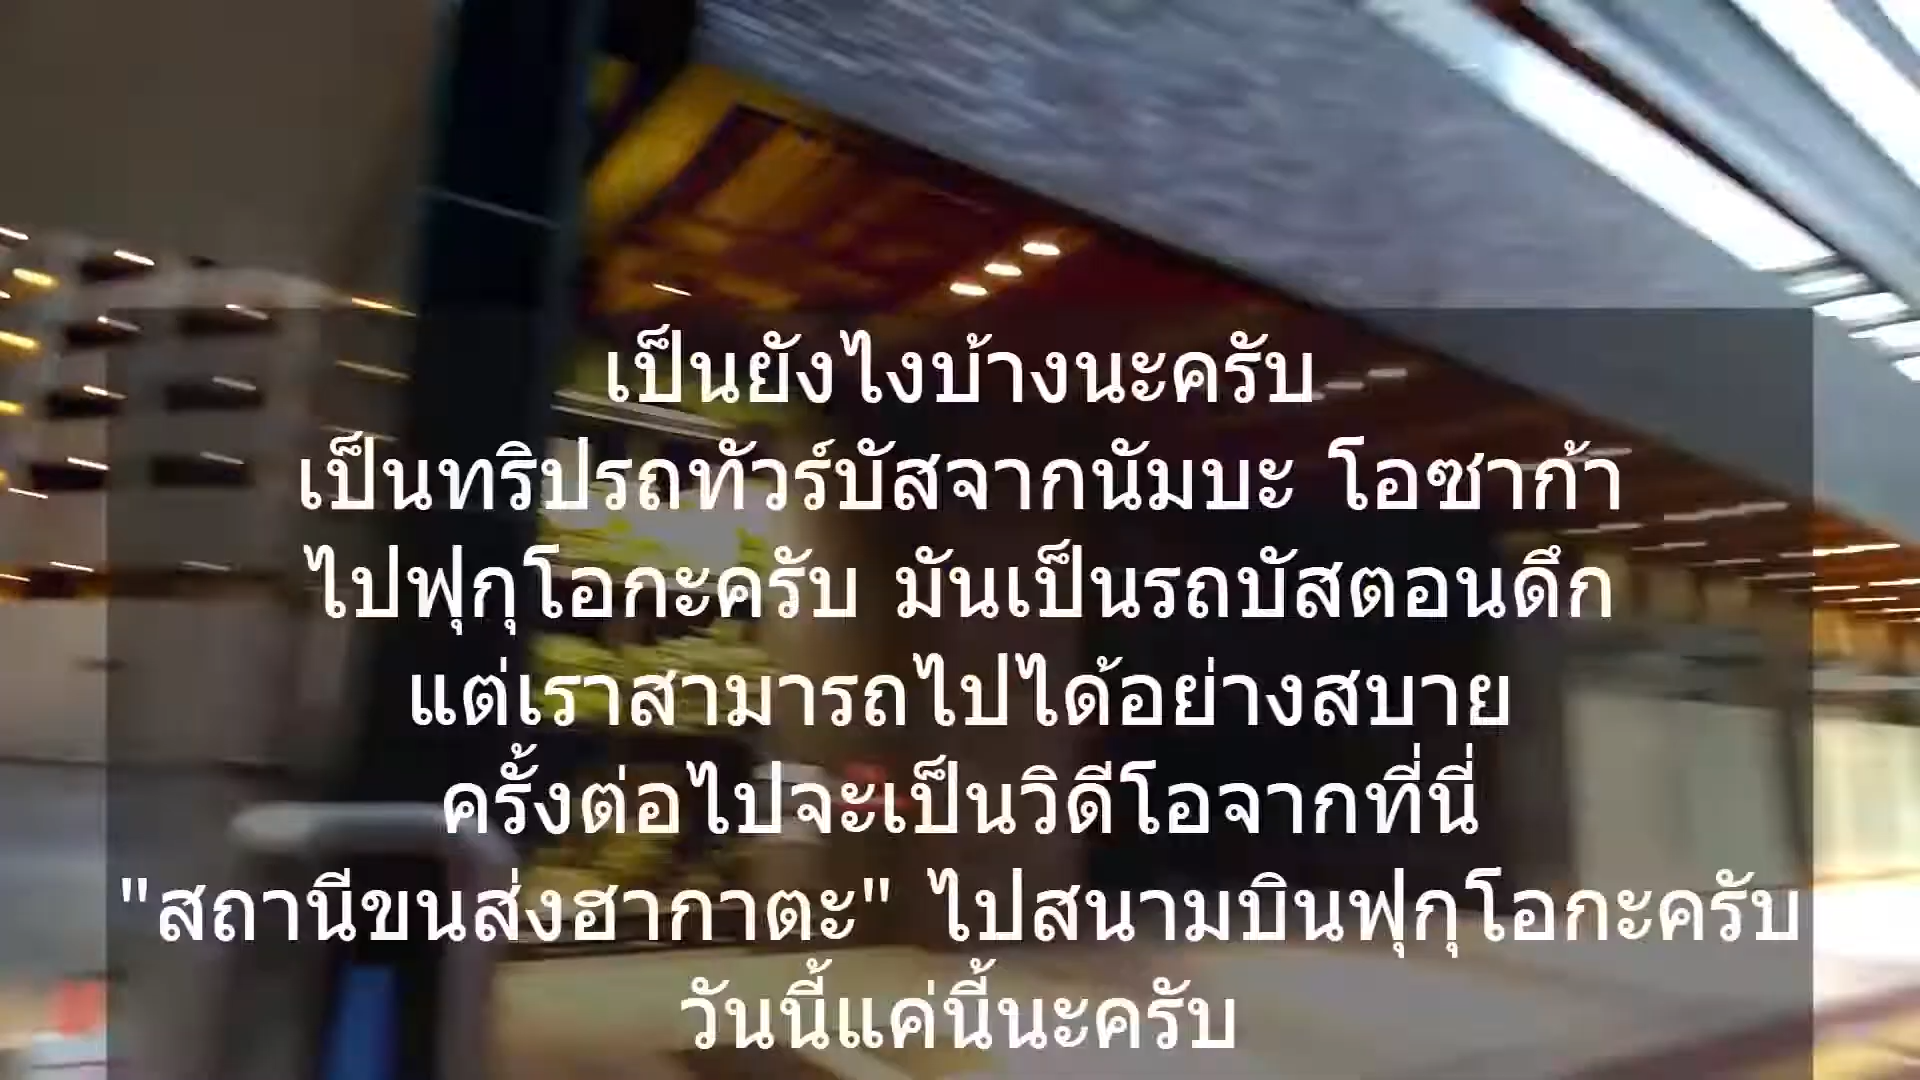 เป็นยังไงบ้างนะครับ
เป็นทริปรถทัวร์บัสจากนัมบะ โอซาก้า
ไปฟุกุโอกะครับ มันเป็นรถบัสตอนดึก
แต่เราสามารถไปได้อย่างสบาย
ครั้งต่อไปจะเป็นวิดีโอจากที่นี่
"สถานีขนส่งฮากาตะ" ไปสนามบินฟุกุโอกะครับ
วันนี้แค่นี้นะครับ